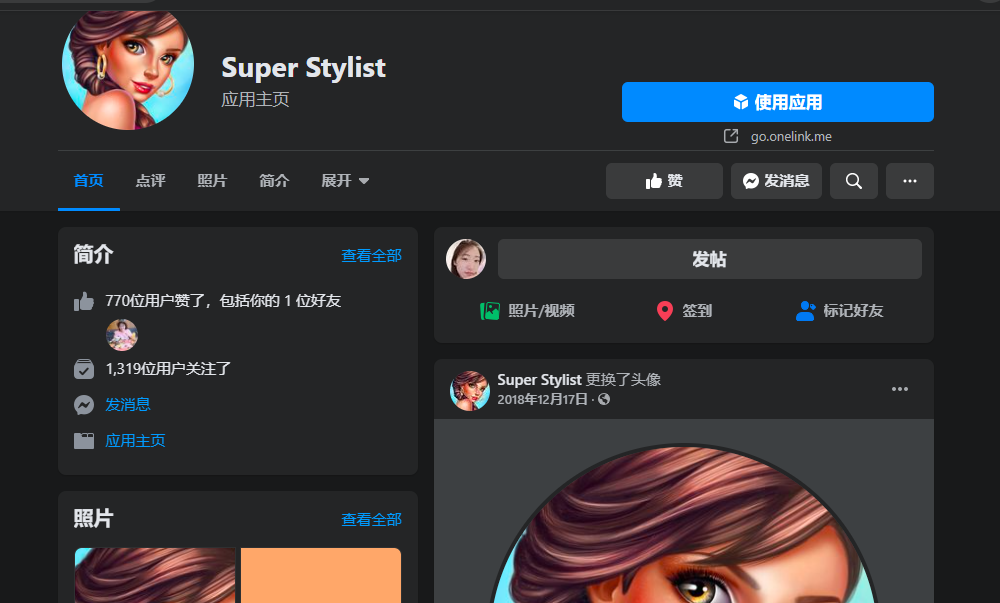 Super Stylist
应用主页
使用应用
go.onelink.me
首页 点评 照片 简介 展开
赞 发消息
简介 查看全部
770位用户赞了，包括你的 1 位好友
1,319位用户关注了
发消息
应用主页
照片 查看全部
发帖
照片/视频 签到 标记好友
Super Stylist 更换了头像
2018年12月17日 ·